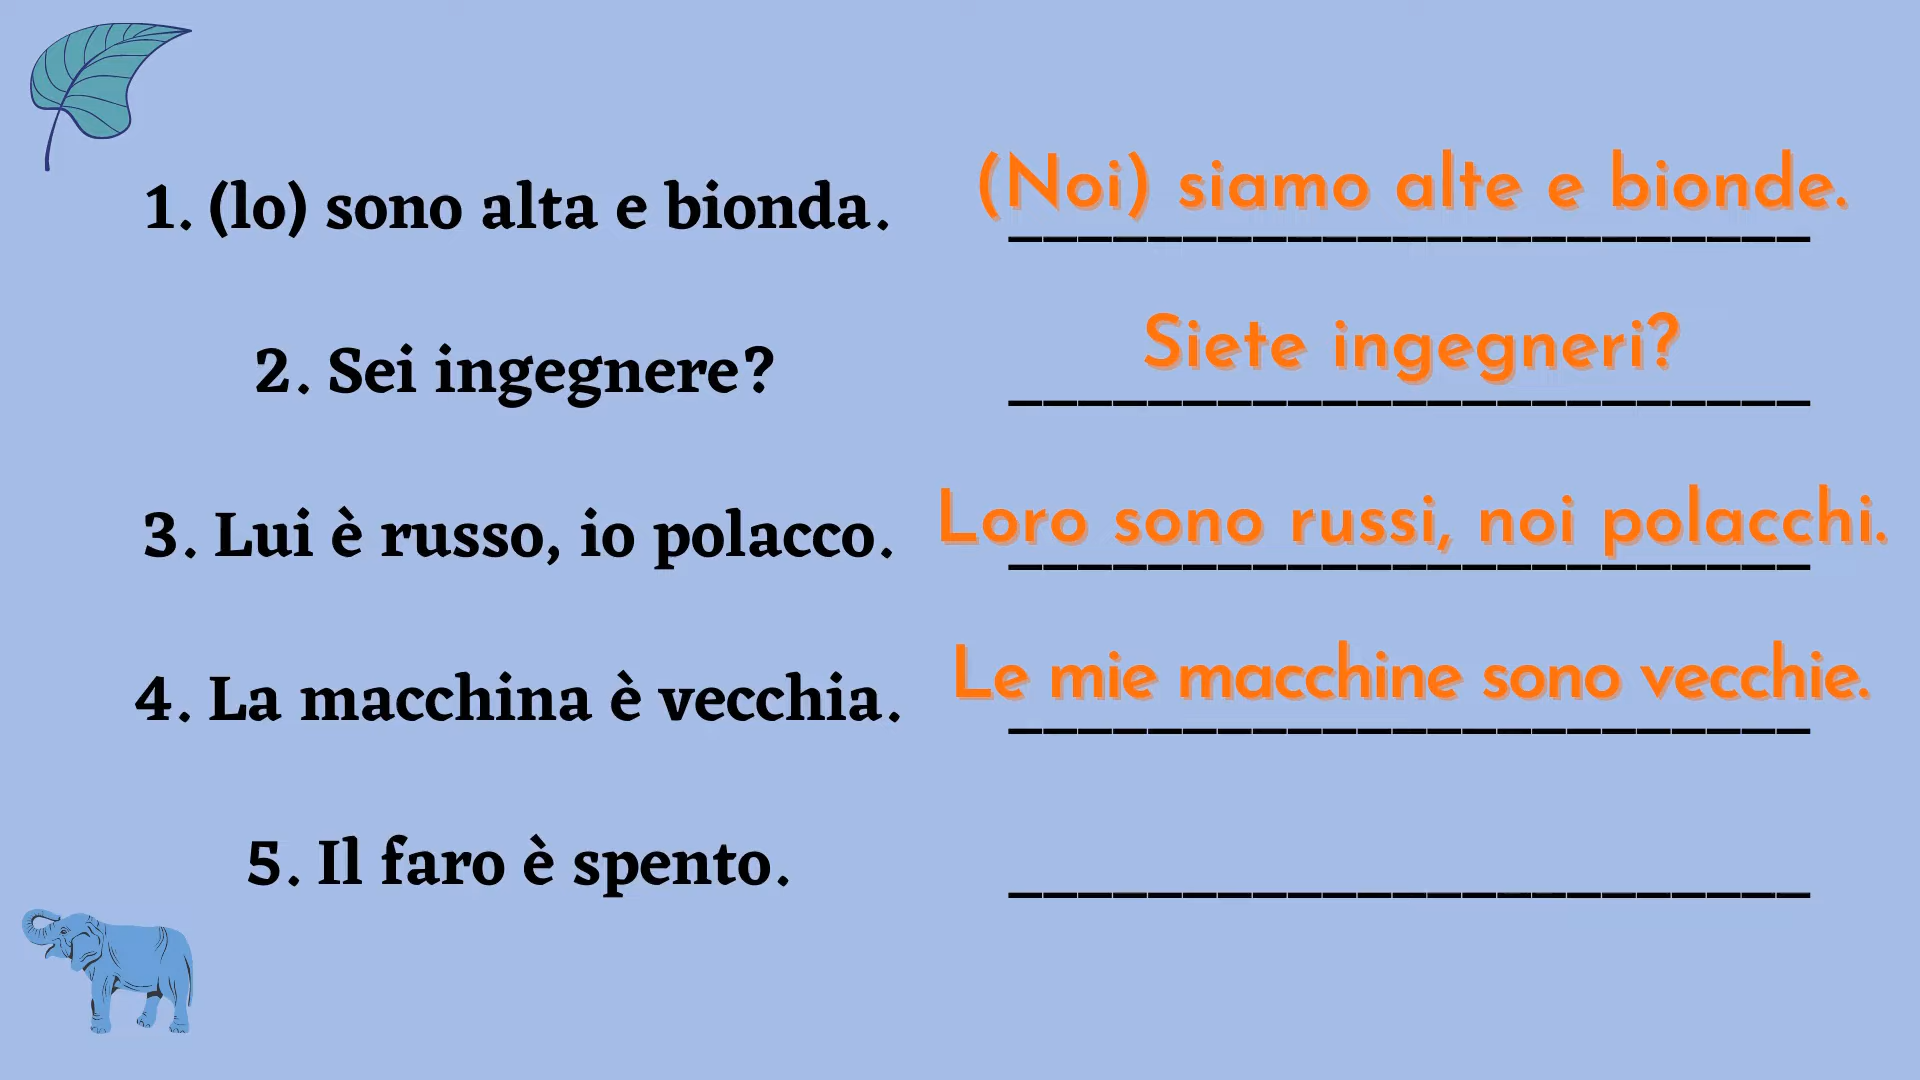 1. (lo) sono alta e bionda.
(Noi) siamo alte e bionde.
2. Sei ingegnere?
Siete ingegneri?
3. Lui è russo, io polacco.
Loro sono russi, noi polacchi.
4. La macchina è vecchia.
Le mie macchine sono vecchie.
5. Il faro è spento.